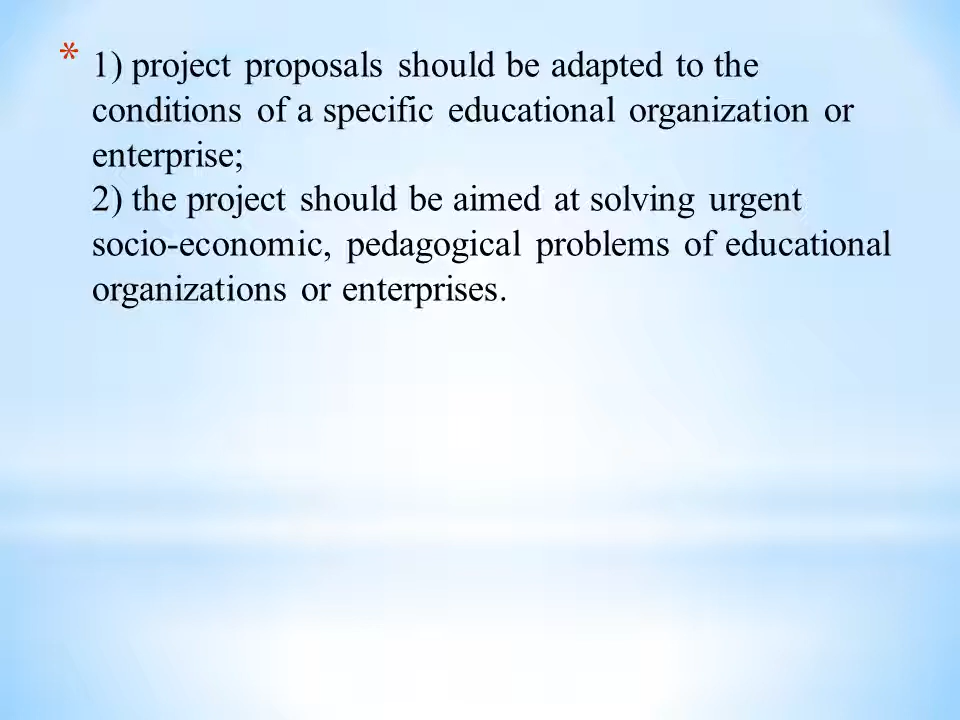 * 1) project proposals should be adapted to the
conditions of a specific educational organization or
enterprise;
2) the project should be aimed at solving urgent
socio-economic, pedagogical problems of educational
organizations or enterprises.